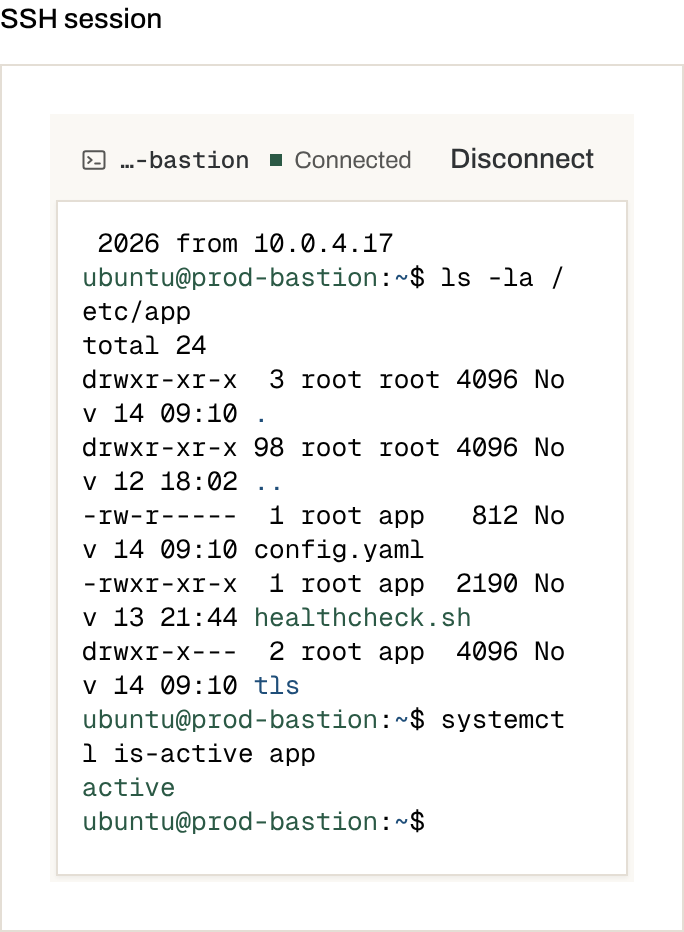 SSH session
…-bastion Connected Disconnect
2026 from 10.0.4.17
ubuntu@prod-bastion:~$ ls -la /
etc/app
total 24
drwxr-xr-x  3 root root 4096 No
v 14 09:10 .
drwxr-xr-x 98 root root 4096 No
v 12 18:02 ..
-rw-r-----  1 root app   812 No
v 14 09:10 config.yaml
-rwxr-xr-x  1 root app  2190 No
v 13 21:44 healthcheck.sh
drwxr-x---  2 root app  4096 No
v 14 09:10 tls
ubuntu@prod-bastion:~$ systemct
l is-active app
active
ubuntu@prod-bastion:~$